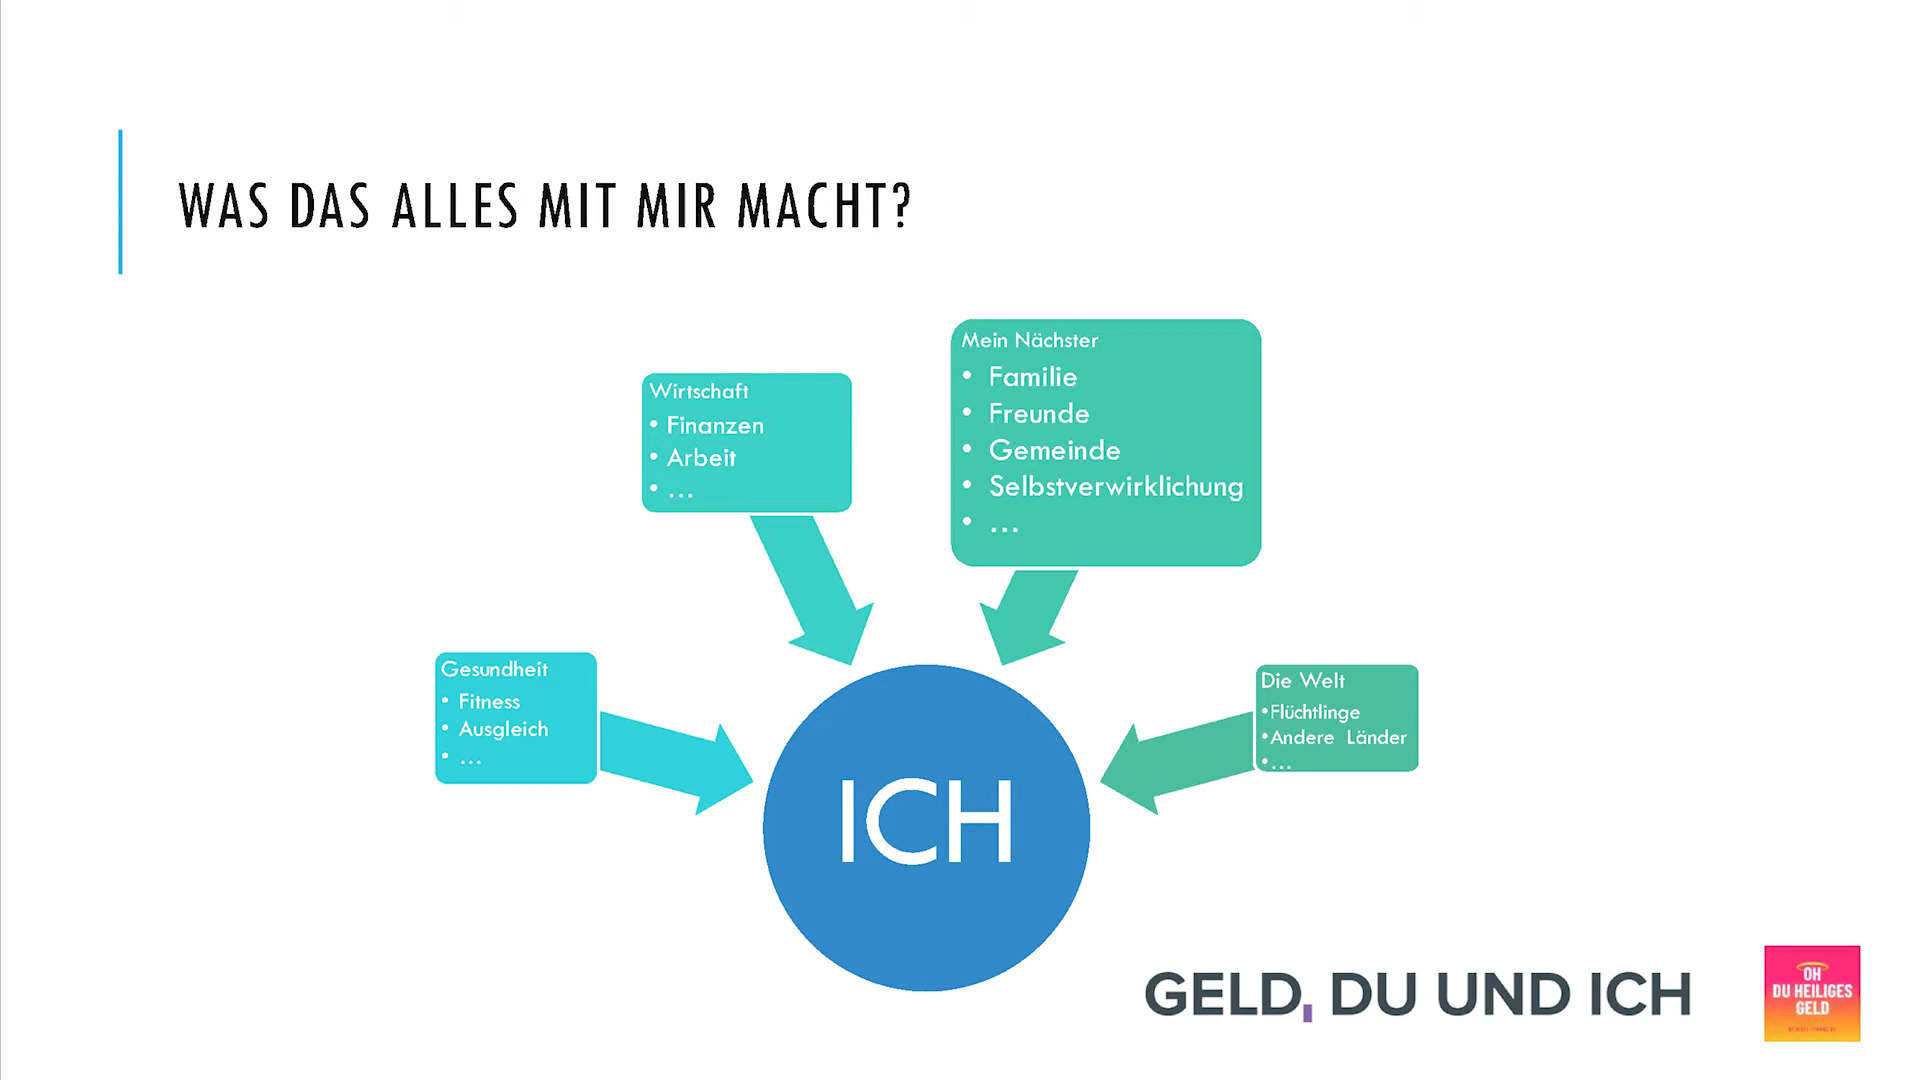 WAS DAS ALLES MIT MIR MACHT?
Mein Nächster
• Familie
• Freunde
• Gemeinde
• Selbstverwirklichung
• ...
Wirtschaft
• Finanzen
• Arbeit
• ...
Gesundheit
• Fitness
• Ausgleich
• ...
Die Welt
•Flüchtlinge
•Andere Länder
•...
ICH
GELD, DU UND ICH
OH
DU HEILIGES
GELD